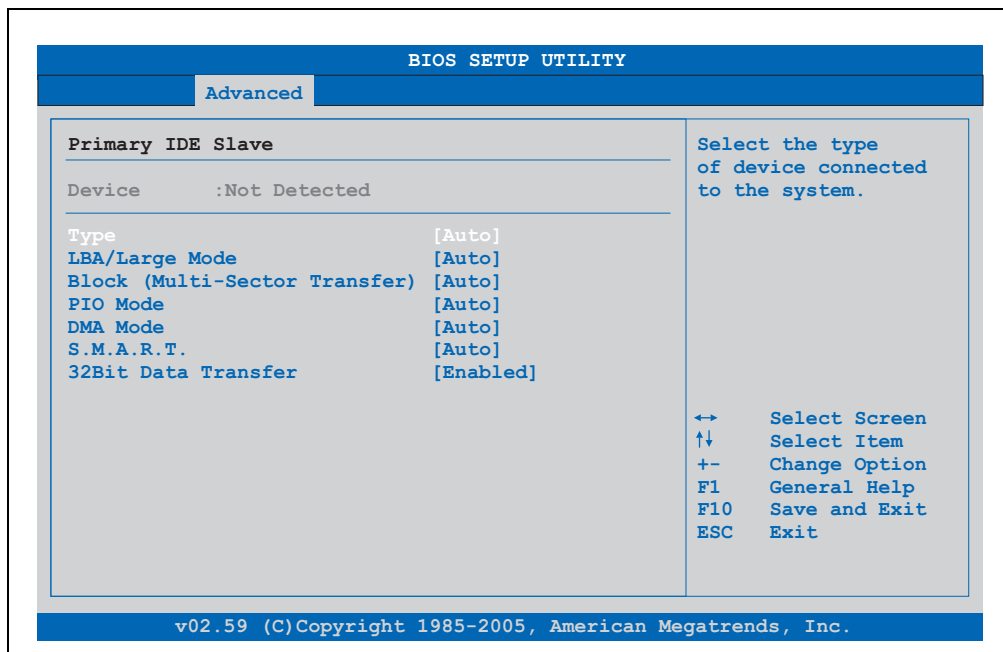 BIOS SETUP UTILITY
Advanced
Primary IDE Slave
Device :Not Detected
Type [Auto]
LBA/Large Mode [Auto]
Block (Multi-Sector Transfer) [Auto]
PIO Mode [Auto]
DMA Mode [Auto]
S.M.A.R.T. [Auto]
32Bit Data Transfer [Enabled]
Select the type
of device connected
to the system.
↔ Select Screen
↑↓ Select Item
+- Change Option
F1 General Help
F10 Save and Exit
ESC Exit
v02.59 (C)Copyright 1985-2005, American Megatrends, Inc.